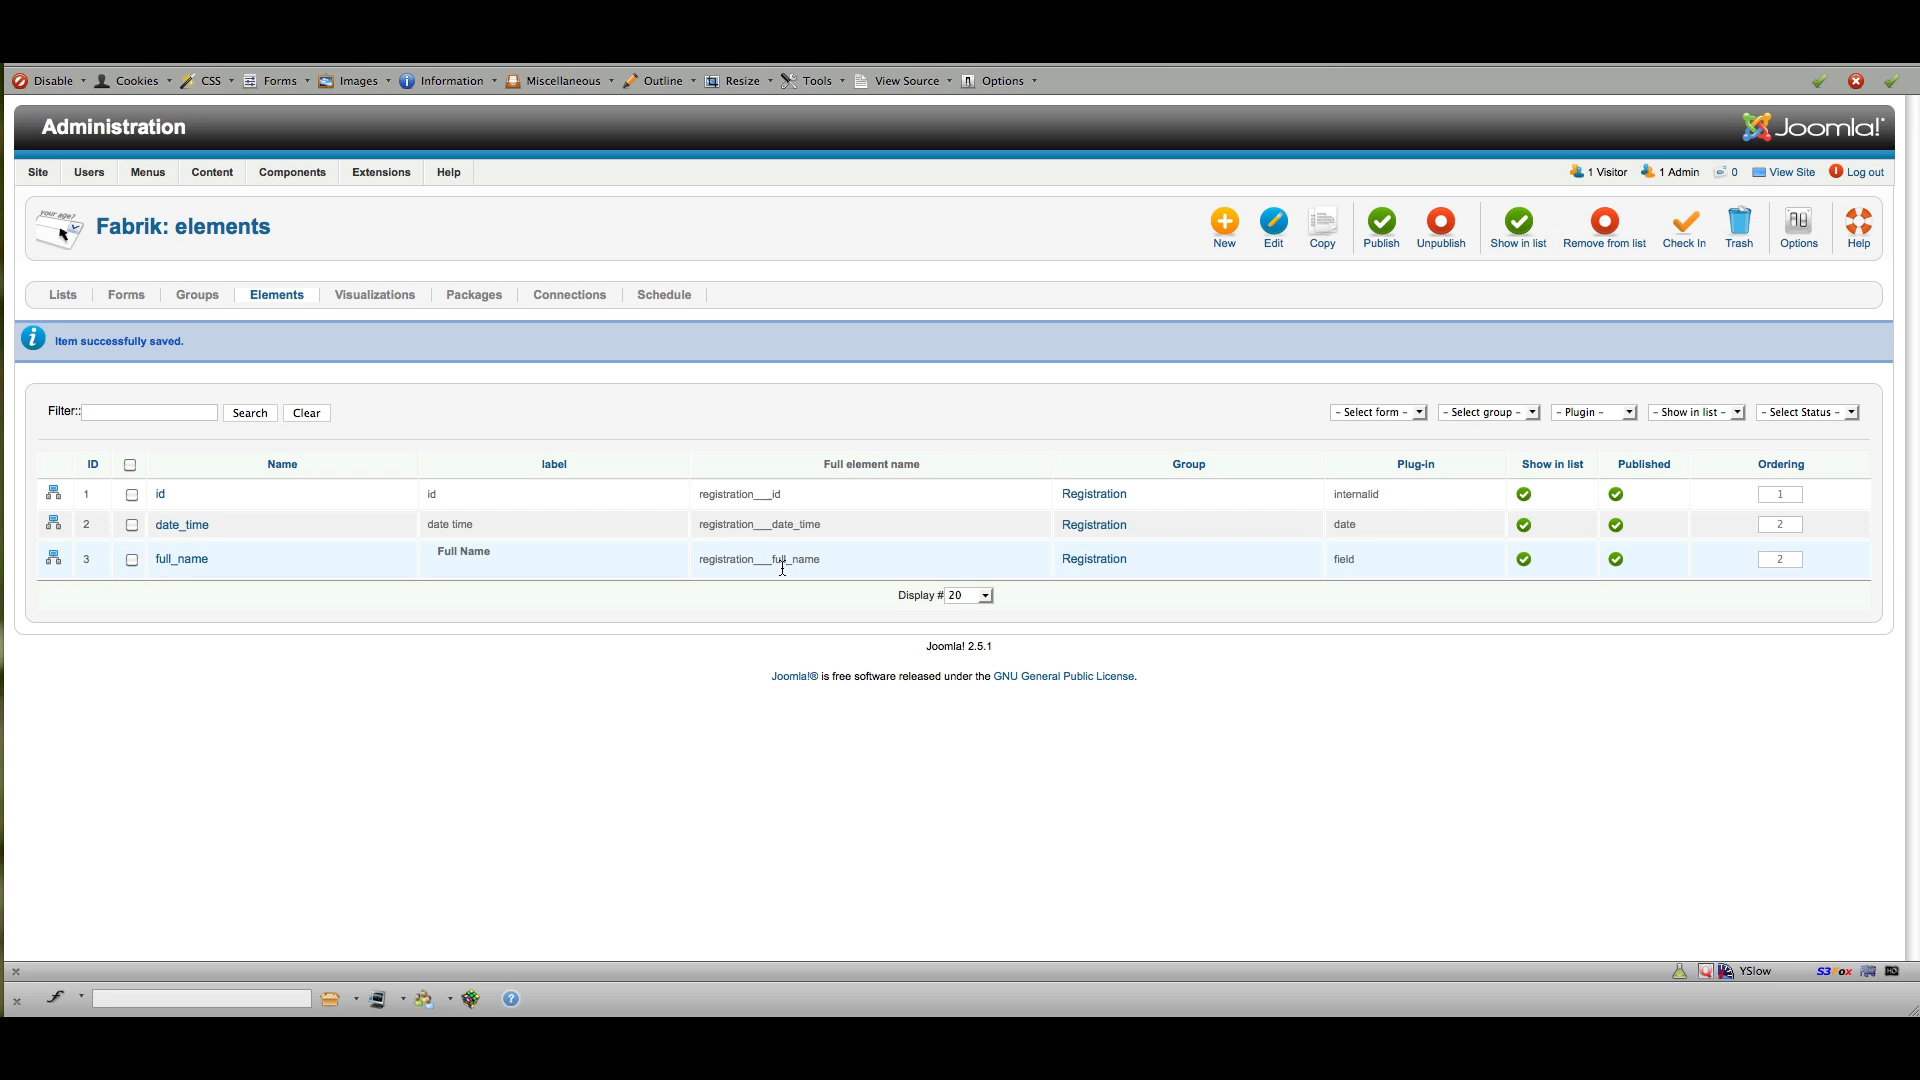 Disable Cookies CSS Forms Images Information Miscellaneous Outline Resize Tools View Source Options
Administration
Joomla!
Site Users Menus Content Components Extensions Help
1 Visitor 1 Admin 0 View Site Log out
your age?
Fabrik: elements
New Edit Copy Publish Unpublish Show in list Remove from list Check In Trash Options Help
Lists Forms Groups Elements Visualizations Packages Connections Schedule
Item successfully saved.
Filter:: Search Clear
- Select form - - Select group - - Plugin - - Show in list - - Select Status -
ID Name label Full element name Group Plug-in Show in list Published Ordering
1 id id registration___id Registration internalid 1
2 date_time date time registration___date_time Registration date 2
3 full_name Full Name registration___full_name Registration field 2
Display # 20
Joomla! 2.5.1
Joomla!® is free software released under the GNU General Public License.
YSlow S3Fox